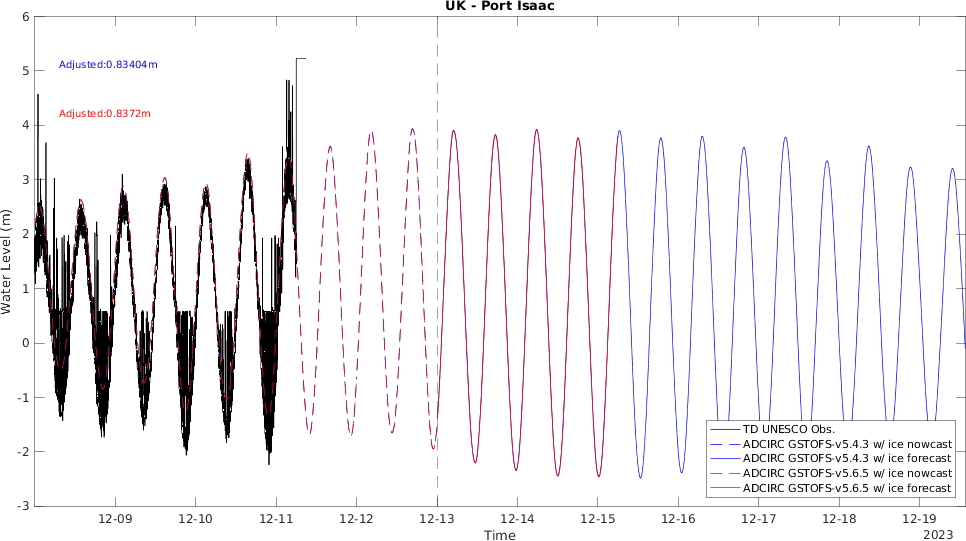 UK - Port Isaac
6
5
4
3
2
1
0
-1
-2
-3
Water Level (m)
Adjusted:0.83404m
Adjusted:0.8372m
TD UNESCO Obs.
ADCIRC GSTOFS-v5.4.3 w/ ice nowcast
ADCIRC GSTOFS-v5.4.3 w/ ice forecast
ADCIRC GSTOFS-v5.6.5 w/ ice nowcast
ADCIRC GSTOFS-v5.6.5 w/ ice forecast
12-09 12-10 12-11 12-12 12-13 12-14 12-15 12-16 12-17 12-18 12-19
Time
2023